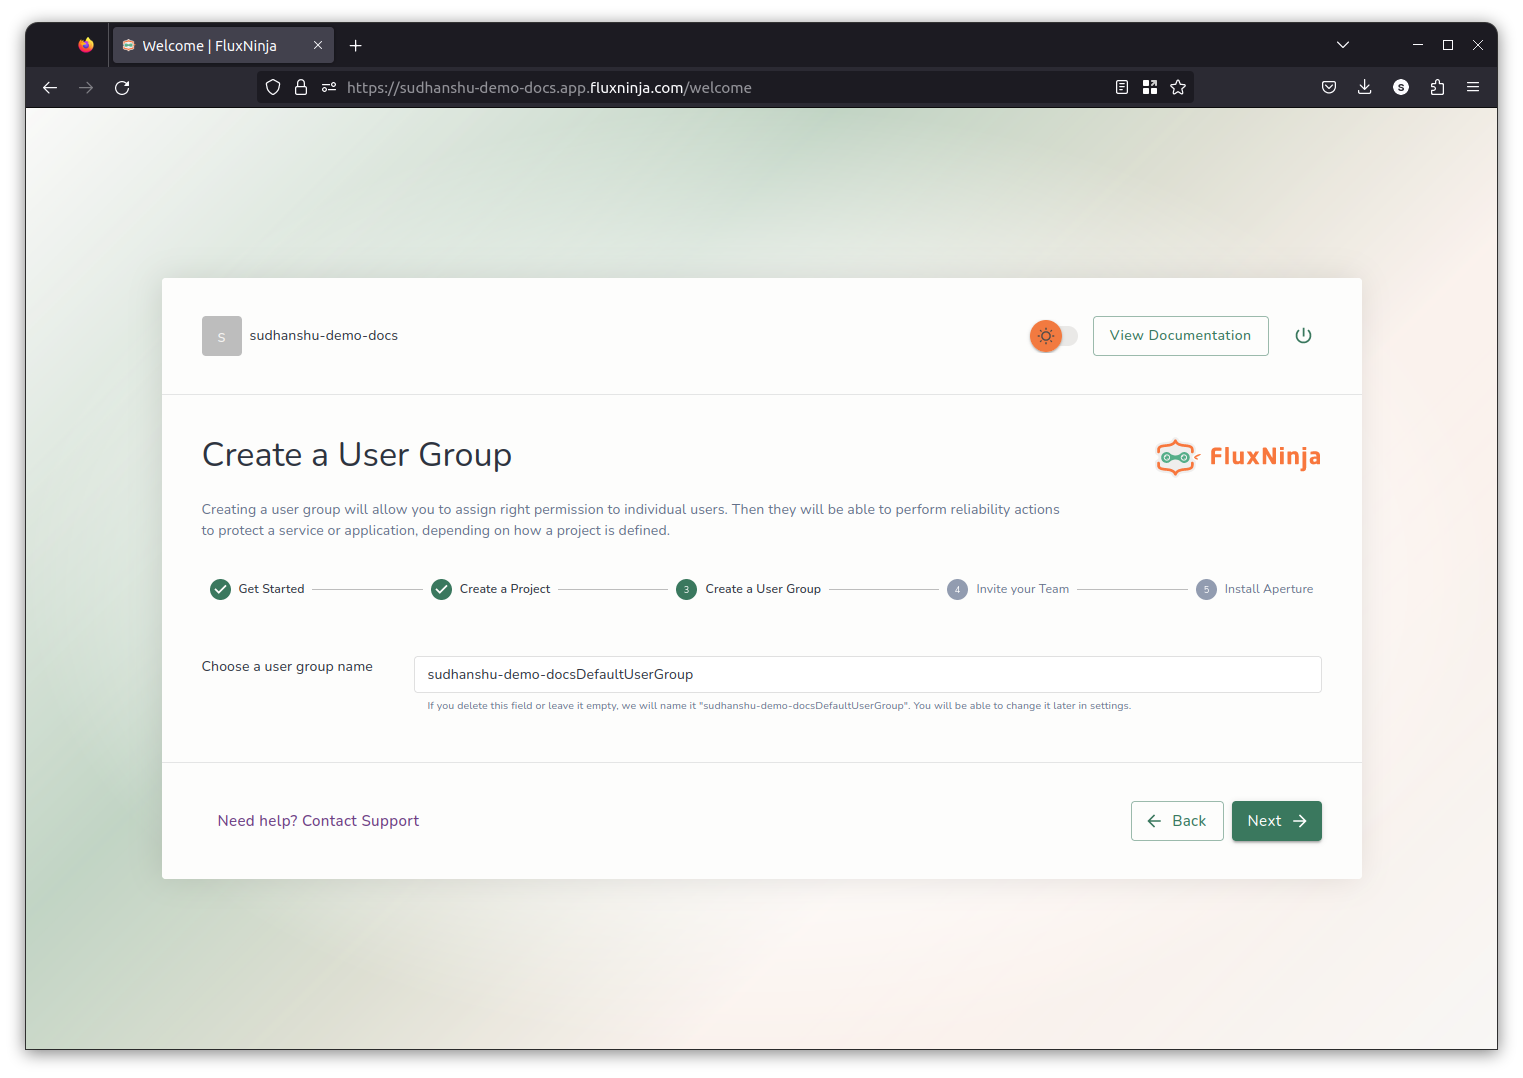 Welcome | FluxNinja
https://sudhanshu-demo-docs.app.fluxninja.com/welcome
S
S
sudhanshu-demo-docs
View Documentation
Create a User Group
FluxNinja
Creating a user group will allow you to assign right permission to individual users. Then they will be able to perform reliability actions
to protect a service or application, depending on how a project is defined.
Get Started
Create a Project
3 Create a User Group
4 Invite your Team
5 Install Aperture
Choose a user group name
sudhanshu-demo-docsDefaultUserGroup
If you delete this field or leave it empty, we will name it "sudhanshu-demo-docsDefaultUserGroup". You will be able to change it later in settings.
Need help? Contact Support
Back
Next